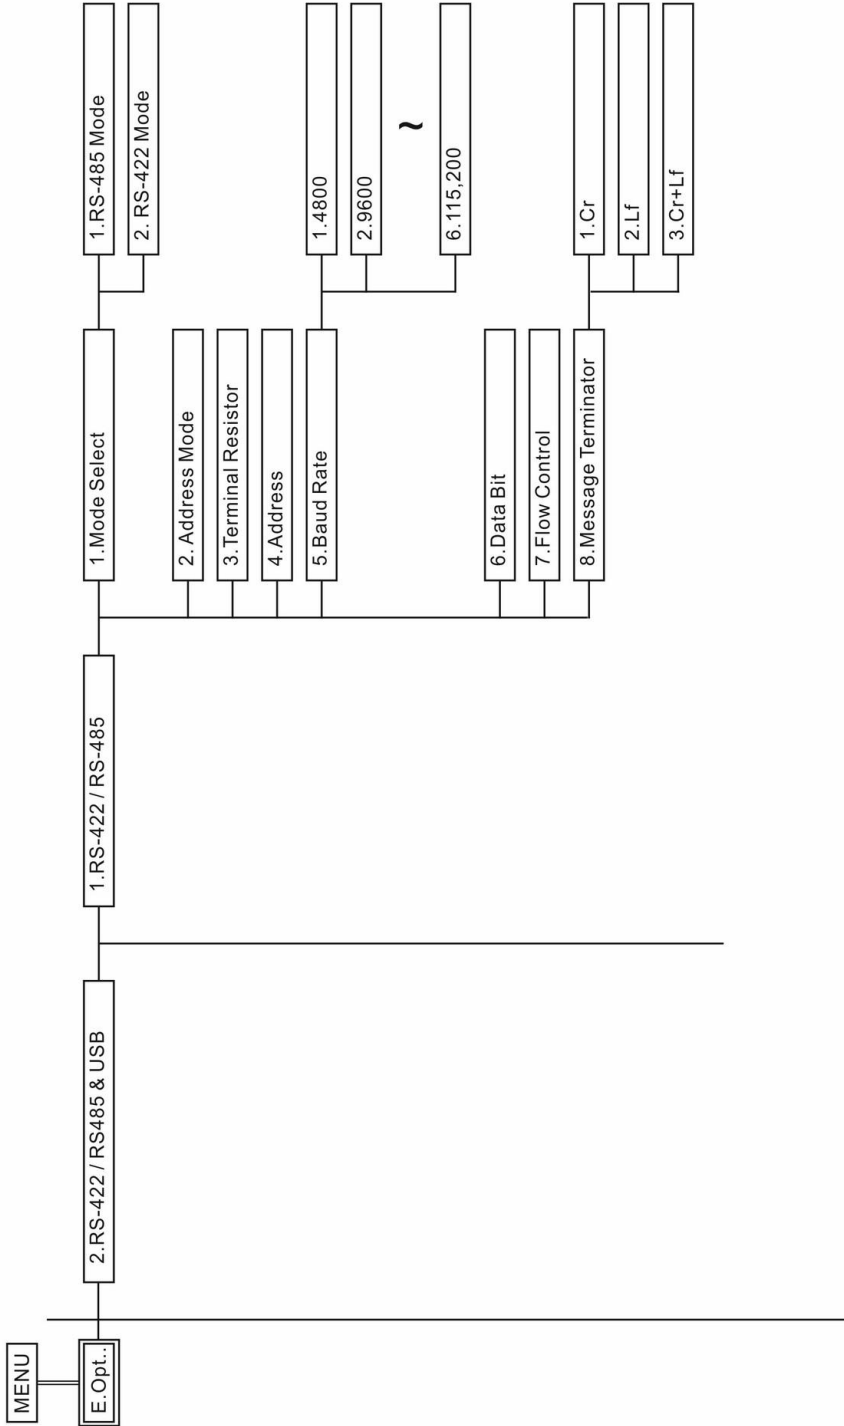 MENU
E.Opt..
2.RS-422 / RS485 & USB
1.RS-422 / RS-485
1.Mode Select
1.RS-485 Mode
2. RS-422 Mode
2. Address Mode
3.Terminal Resistor
4.Address
5.Baud Rate
1.4800
2.9600
~
6.115,200
6.Data Bit
7.Flow Control
8.Message Terminator
1.Cr
2.Lf
3.Cr+Lf